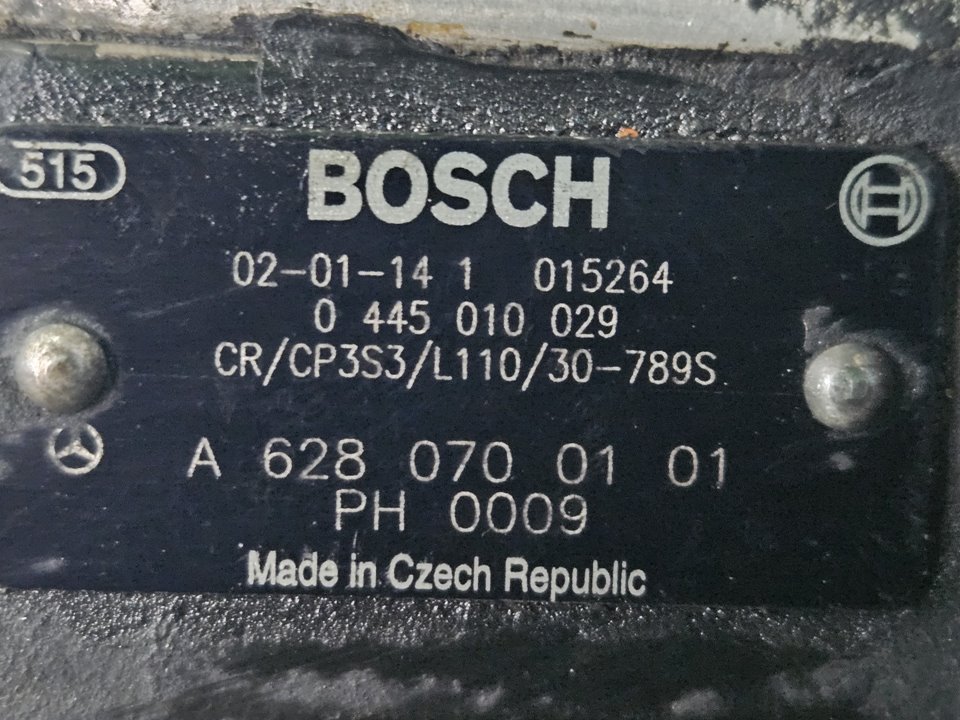 515
BOSCH
02-01-14 1 015264
0 445 010 029
CR/CP3S3/L110/30-789S
A 628 070 01 01
PH 0009
Made in Czech Republic